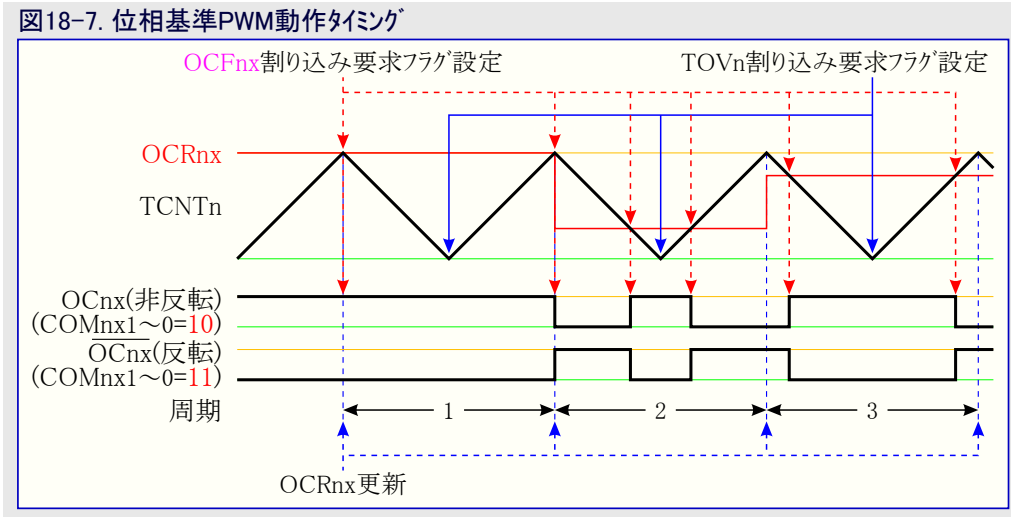 図18-7. 位相基準PWM動作ﾀｲﾐﾝｸﾞ
OCFnx割り込み要求ﾌﾗｸﾞ設定
TOVn割り込み要求ﾌﾗｸﾞ設定
OCRnx
TCNTn
OCnx(非反転)
(COMnx1～0=10)
OCnx(反転)
(COMnx1～0=11)
周期
1
2
3
OCRnx更新